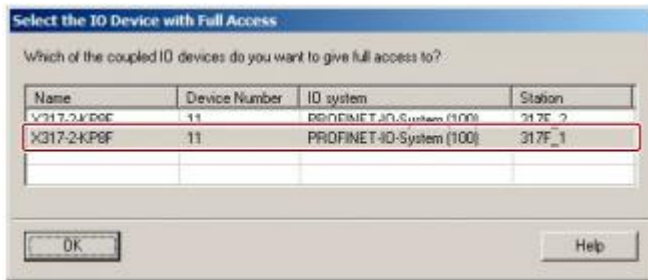 Select the IO Device with Full Access
Which of the coupled IO devices do you want to give full access to?
Name Device Number IO system Station
X317-2-KP8F 11 PROFINET-IO-System (100) 317F_2
X317-2-KP8F 11 PROFINET-IO-System (100) 317F_1
OK Help